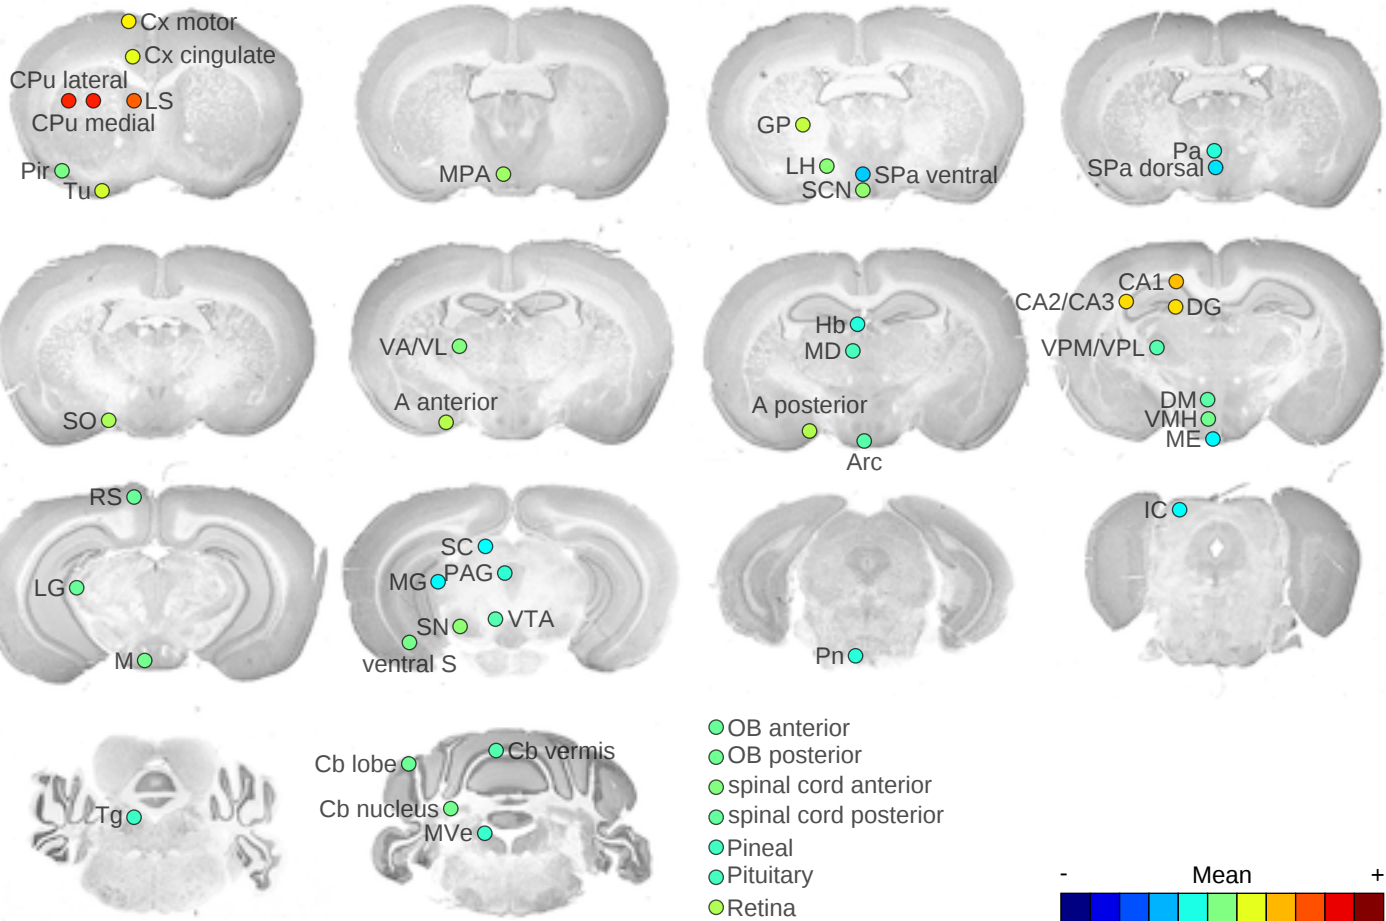 Cx motor
Cx cingulate
CPu lateral
LS
CPu medial
Pir
Tu
MPA
GP
LH
SPa ventral
SCN
Pa
SPa dorsal
SO
VA/VL
A anterior
Hb
MD
A posterior
Arc
CA1
CA2/CA3
DG
VPM/VPL
DM
VMH
ME
RS
LG
M
SC
MG
PAG
SN
VTA
ventral S
Pn
IC
Tg
Cb lobe
Cb vermis
Cb nucleus
MVe
OB anterior
OB posterior
spinal cord anterior
spinal cord posterior
Pineal
Pituitary
Retina
- Mean +